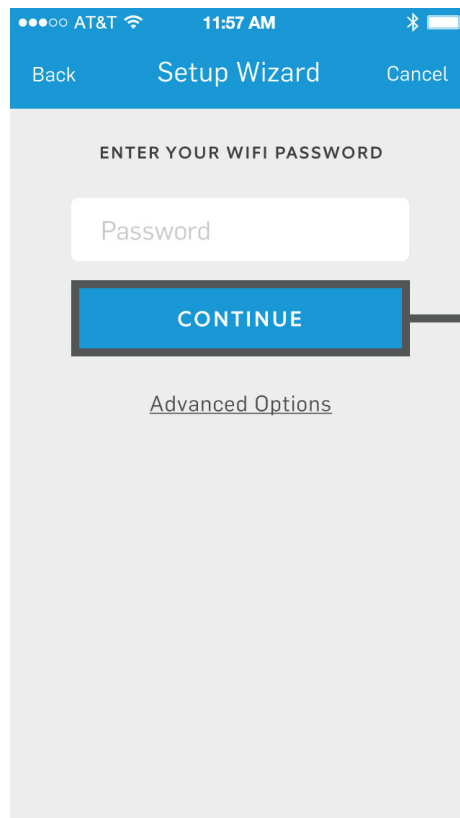 AT&T 11:57 AM
Back Setup Wizard Cancel
ENTER YOUR WIFI PASSWORD
Password
CONTINUE
Advanced Options